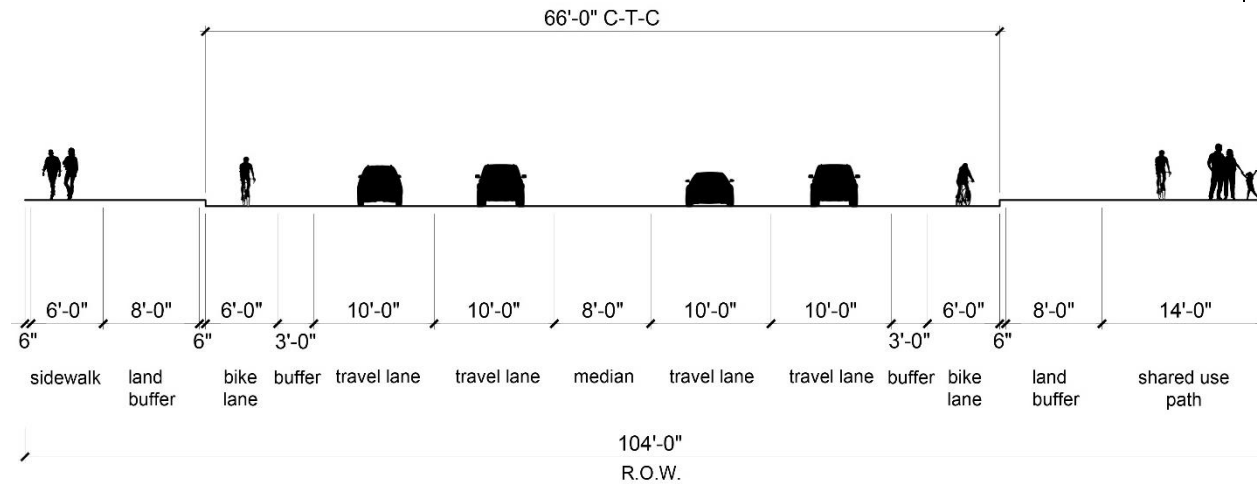 66'-0" C-T-C
6'-0" 8'-0" 6'-0" 10'-0" 10'-0" 8'-0" 10'-0" 10'-0" 6'-0" 8'-0" 14'-0"
6" 6" 3'-0" 3'-0" 6"
sidewalk land buffer bike lane buffer travel lane travel lane median travel lane travel lane buffer bike lane land buffer shared use path
104'-0"
R.O.W.